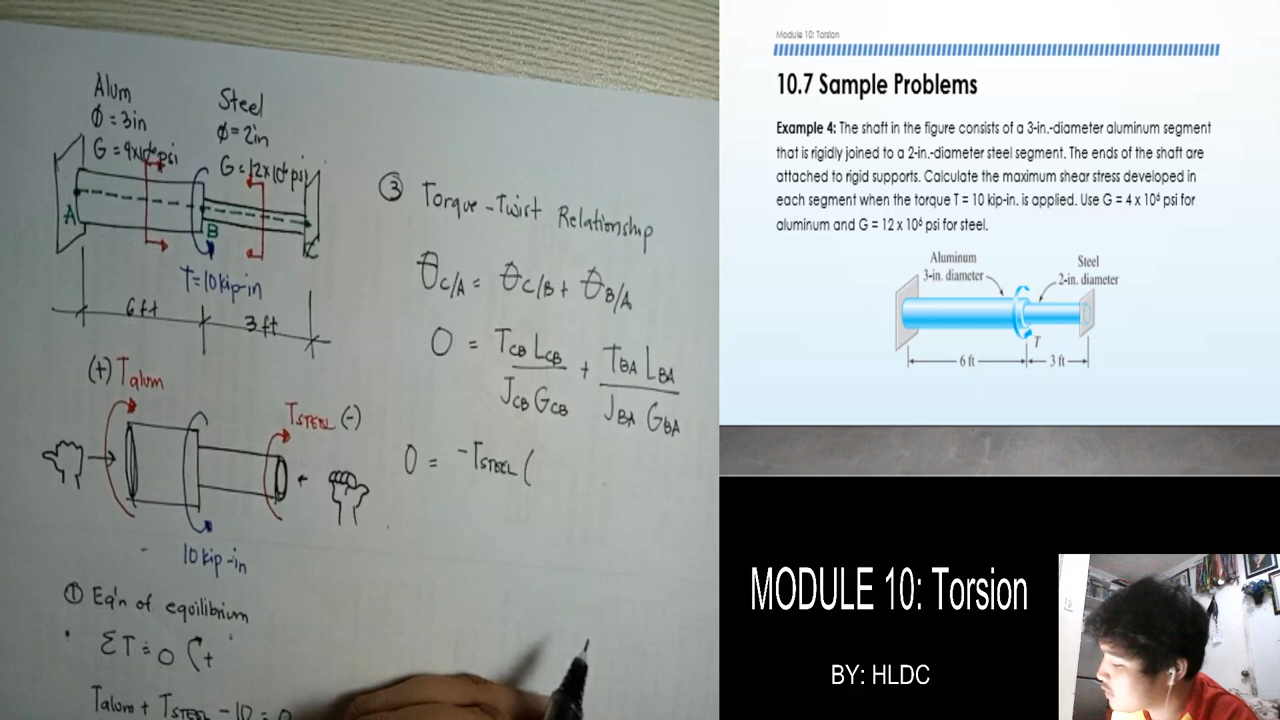 Alum
Φ = 3in
G = 4x10⁶ psi
Steel
Φ = 2in
G = 12x10⁶ psi
A
B
C
T = 10 kip-in
6 ft
3 ft
(+) Talum
TSTEEL (-)
10 kip-in
① Eq'n of equilibrium
ΣT = 0 (+
Talum + TSTEEL - 10 = 0
③ Torque - Twist Relationship
θC/A = θC/B + θB/A
0 = TCB LCB / JCB GCB + TBA LBA / JBA GBA
0 = -TSTEEL (
Module 10: Torsion
10.7 Sample Problems
Example 4: The shaft in the figure consists of a 3-in.-diameter aluminum segment
that is rigidly joined to a 2-in.-diameter steel segment. The ends of the shaft are
attached to rigid supports. Calculate the maximum shear stress developed in
each segment when the torque T = 10 kip-in. is applied. Use G = 4 x 10⁶ psi for
aluminum and G = 12 x 10⁶ psi for steel.
Aluminum
3-in. diameter
Steel
2-in. diameter
T
6 ft
3 ft
MODULE 10: Torsion
BY: HLDC